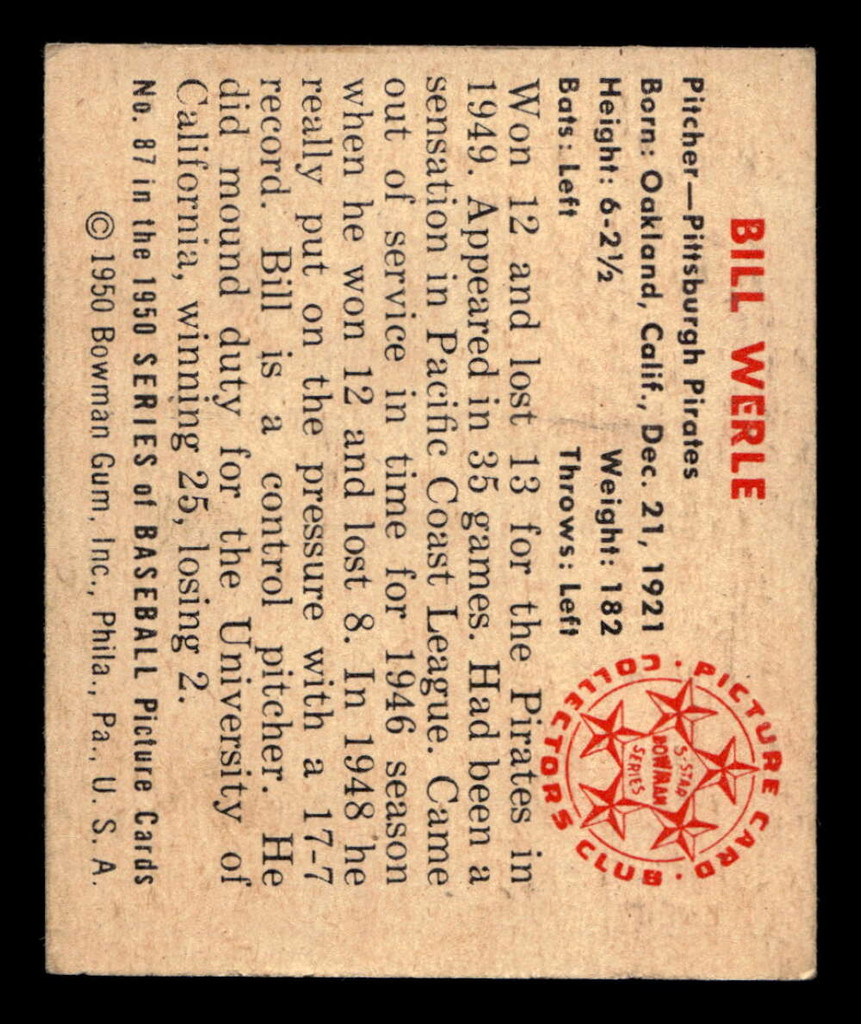 BILL WERLE
Pitcher—Pittsburgh Pirates
Born: Oakland, Calif., Dec. 21, 1921
Height: 6-2½ Weight: 182
Bats: Left Throws: Left
Won 12 and lost 13 for the Pirates in
1949. Appeared in 35 games. Had been a
sensation in Pacific Coast League. Came
out of service in time for 1946 season
when he won 12 and lost 8. In 1948 he
really put on the pressure with a 17-7
record. Bill is a control pitcher. He
did mound duty for the University of
California, winning 25, losing 2.
No. 87 in the 1950 SERIES of BASEBALL Picture Cards
© 1950 Bowman Gum, Inc., Phila., Pa., U. S. A.
· PICTURE CARD ·
COLLECTORS CLUB
5-STAR
BOWMAN
SERIES